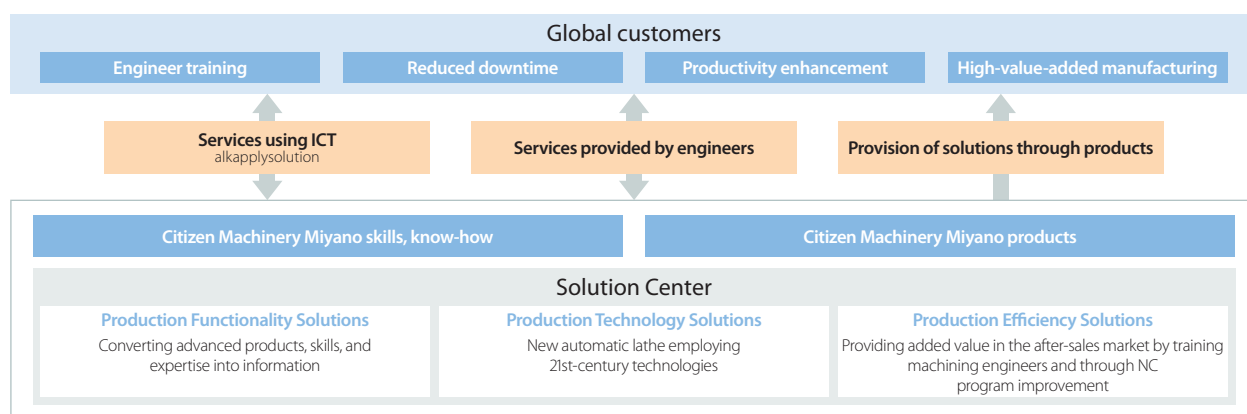 Global customers
Engineer training
Reduced downtime
Productivity enhancement
High-value-added manufacturing
Services using ICT
alkapplysolution
Services provided by engineers
Provision of solutions through products
Citizen Machinery Miyano skills, know-how
Citizen Machinery Miyano products
Solution Center
Production Functionality Solutions
Converting advanced products, skills, and
expertise into information
Production Technology Solutions
New automatic lathe employing
21st-century technologies
Production Efficiency Solutions
Providing added value in the after-sales market by training
machining engineers and through NC
program improvement